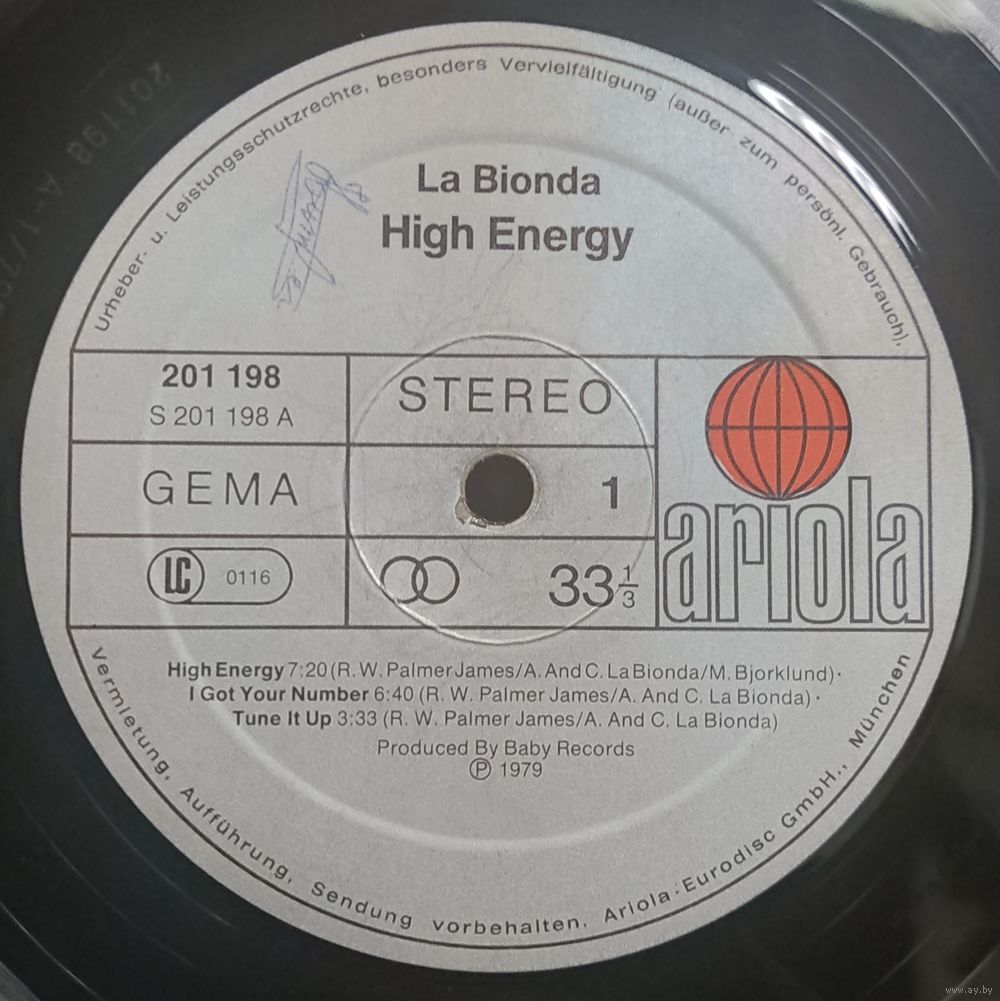 Urheber- u. Leistungsschutzrechte, besonders Vervielfältigung (außer zum persönl. Gebrauch),
La Bionda
High Energy
201 198
S 201 198 A
STEREO
GEMA
1
LC 0116
33 1/3
ariola
High Energy 7:20 (R. W. Palmer James/A. And C. La Bionda/M. Bjorklund)·
I Got Your Number 6:40 (R. W. Palmer James/A. And C. La Bionda)·
Tune It Up 3:33 (R. W. Palmer James/A. And C. La Bionda)
Produced By Baby Records
℗ 1979
Vermietung, Aufführung, Sendung vorbehalten. Ariola-Eurodisc GmbH., München
www.ay.by